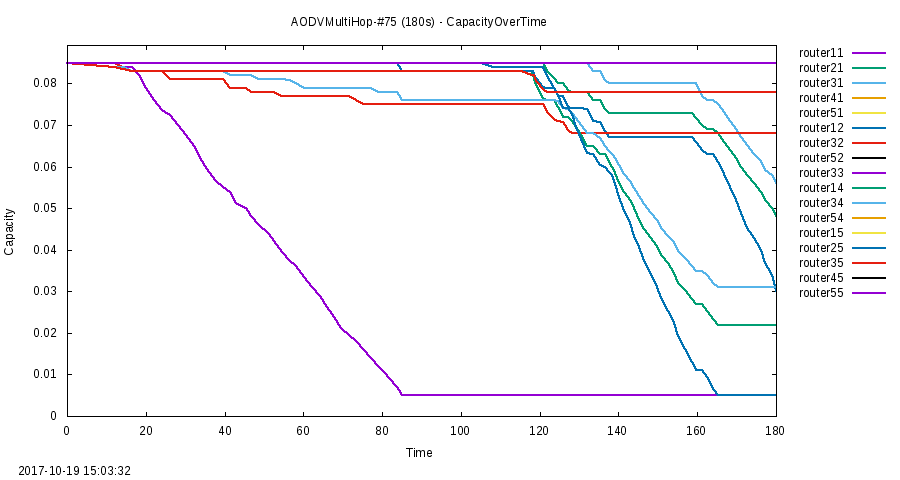 AODVMultiHop-#75 (180s) - CapacityOverTime
router11
router21
router31
router41
router51
router12
router32
router52
router33
router14
router34
router54
router15
router25
router35
router45
router55
0.08
0.07
0.06
0.05
0.04
0.03
0.02
0.01
0
Capacity
0 20 40 60 80 100 120 140 160 180
Time
2017-10-19 15:03:32